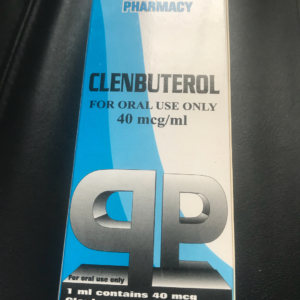 PHARMACY
CLENBUTEROL
FOR ORAL USE ONLY
40 mcg/ml
For oral use only
1 ml contains 40 mcg